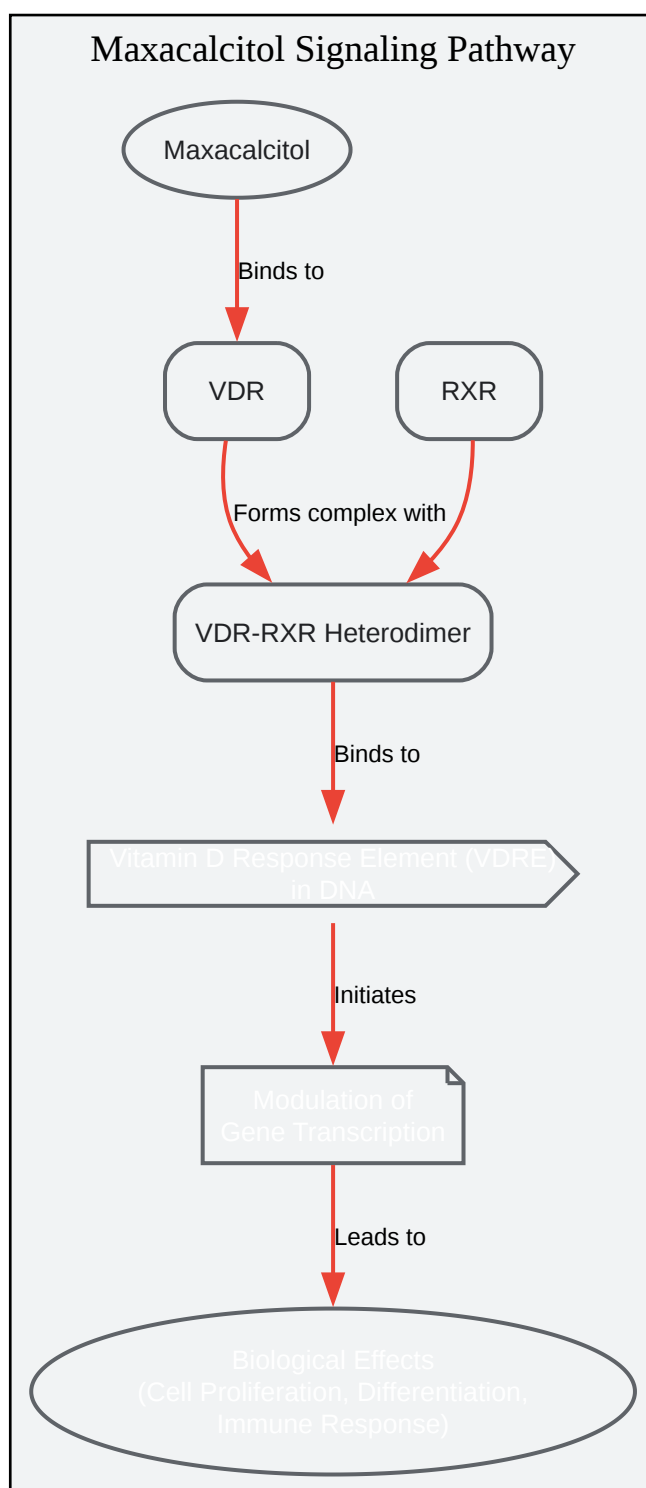 Maxacalcitol Signaling Pathway
Maxacalcitol
Binds to
VDR
RXR
Forms complex with
VDR-RXR Heterodimer
Binds to
Vitamin D Response Element (VDRE)
in DNA
Initiates
Modulation of
Gene Transcription
Leads to
Biological Effects
(Cell Proliferation, Differentiation,
Immune Response)